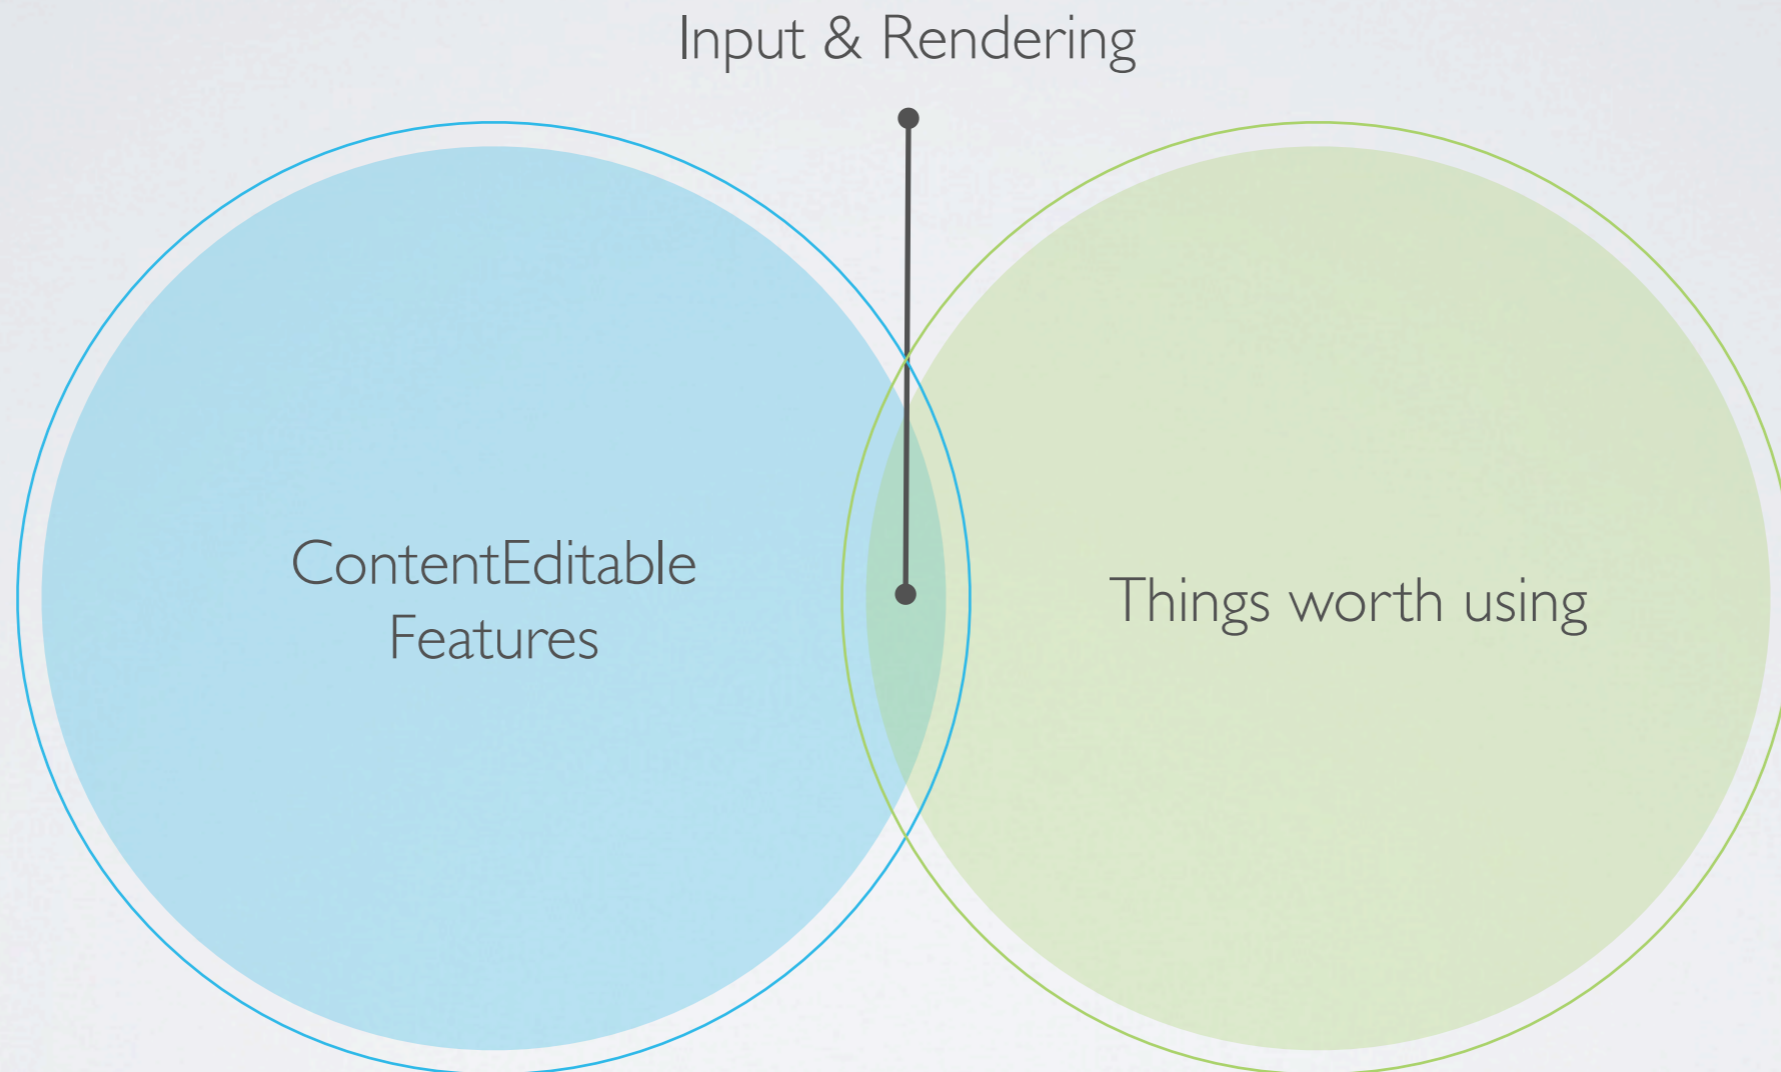 Input & Rendering
ContentEditable
Features
Things worth using